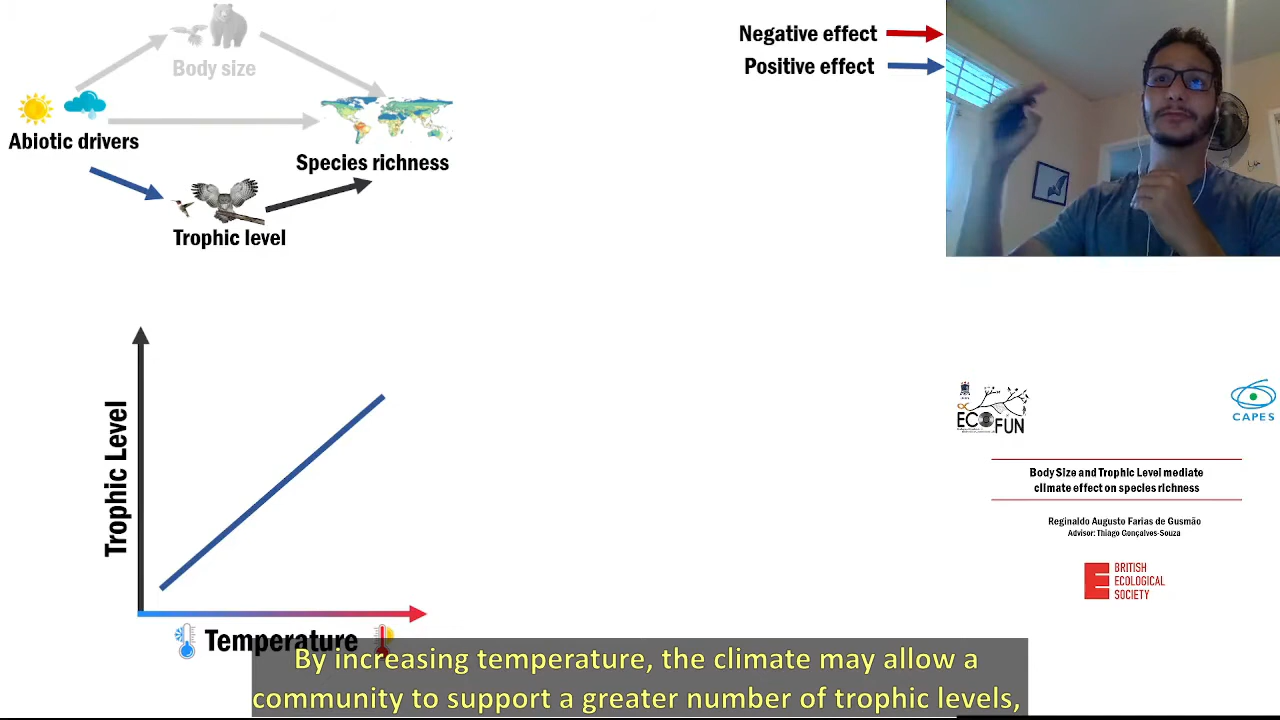 Body size
Abiotic drivers
Species richness
Trophic level
Negative effect
Positive effect
Trophic Level
Temperature
ECOFUN
CAPES
Body Size and Trophic Level mediate
climate effect on species richness
Reginaldo Augusto Farias de Gusmão
Advisor: Thiago Gonçalves-Souza
BRITISH
ECOLOGICAL
SOCIETY
By increasing temperature, the climate may allow a
community to support a greater number of trophic levels,